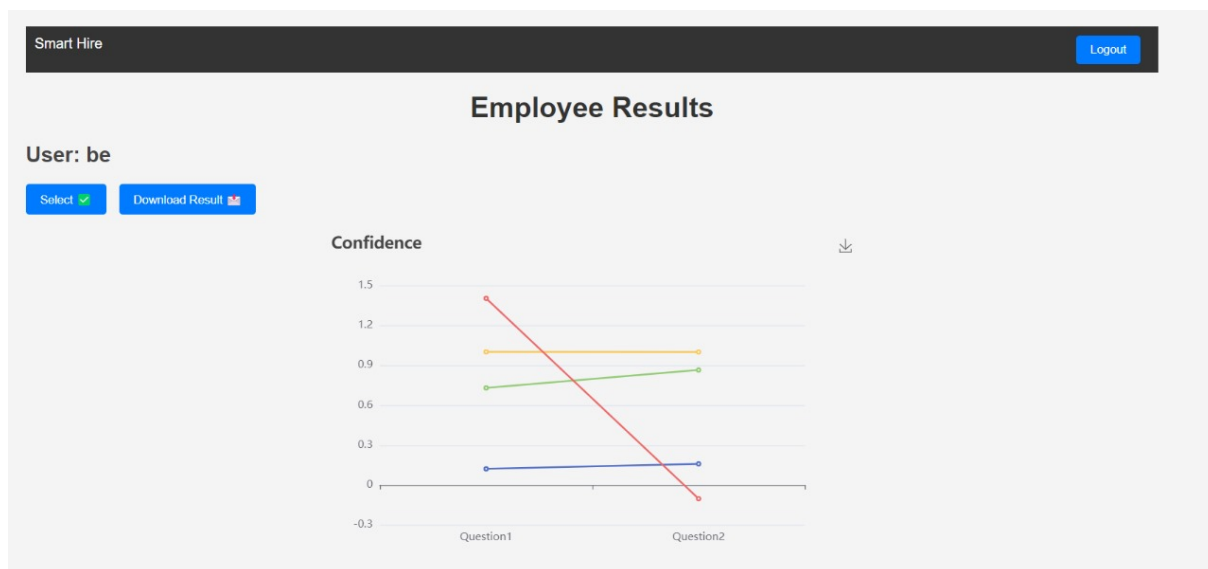 Smart Hire
Logout
Employee Results
User: be
Select ✅
Download Result
Confidence
1.5
1.2
0.9
0.6
0.3
0
-0.3
Question1 Question2